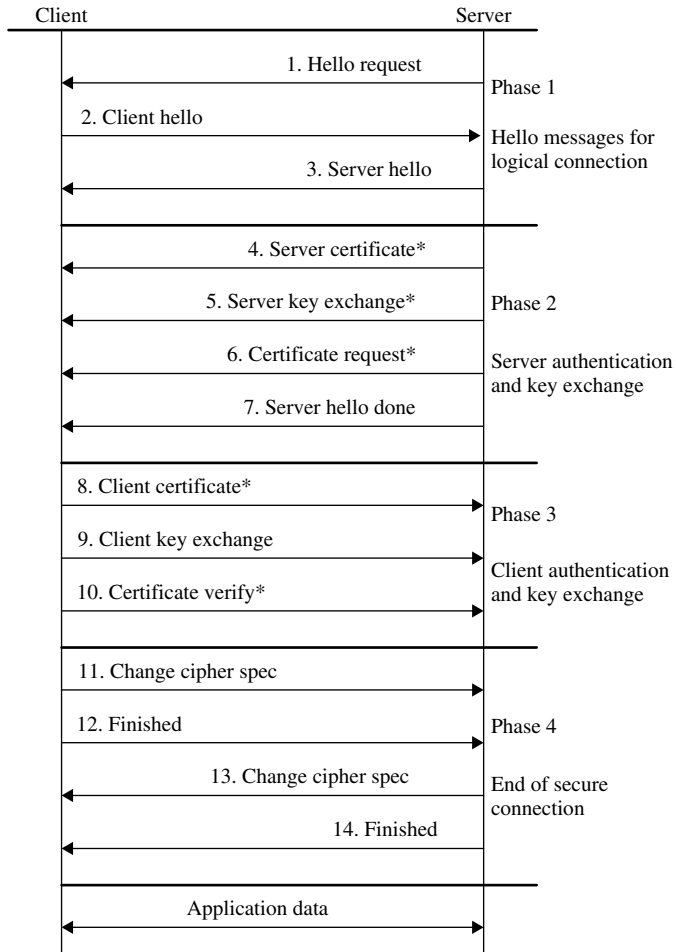 Client
Server
1. Hello request
Phase 1
2. Client hello
Hello messages for
logical connection
3. Server hello
4. Server certificate*
5. Server key exchange*
Phase 2
6. Certificate request*
Server authentication
and key exchange
7. Server hello done
8. Client certificate*
Phase 3
9. Client key exchange
Client authentication
and key exchange
10. Certificate verify*
11. Change cipher spec
12. Finished
Phase 4
13. Change cipher spec
End of secure
connection
14. Finished
Application data